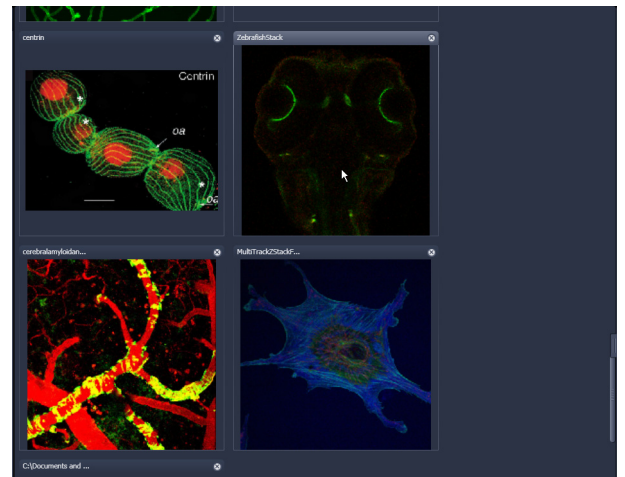 centrin
ZebrafishStack
Centrin
oa
oa
cerebralamyloidan...
MultiTrackZStackF...
C:\Documents and ...